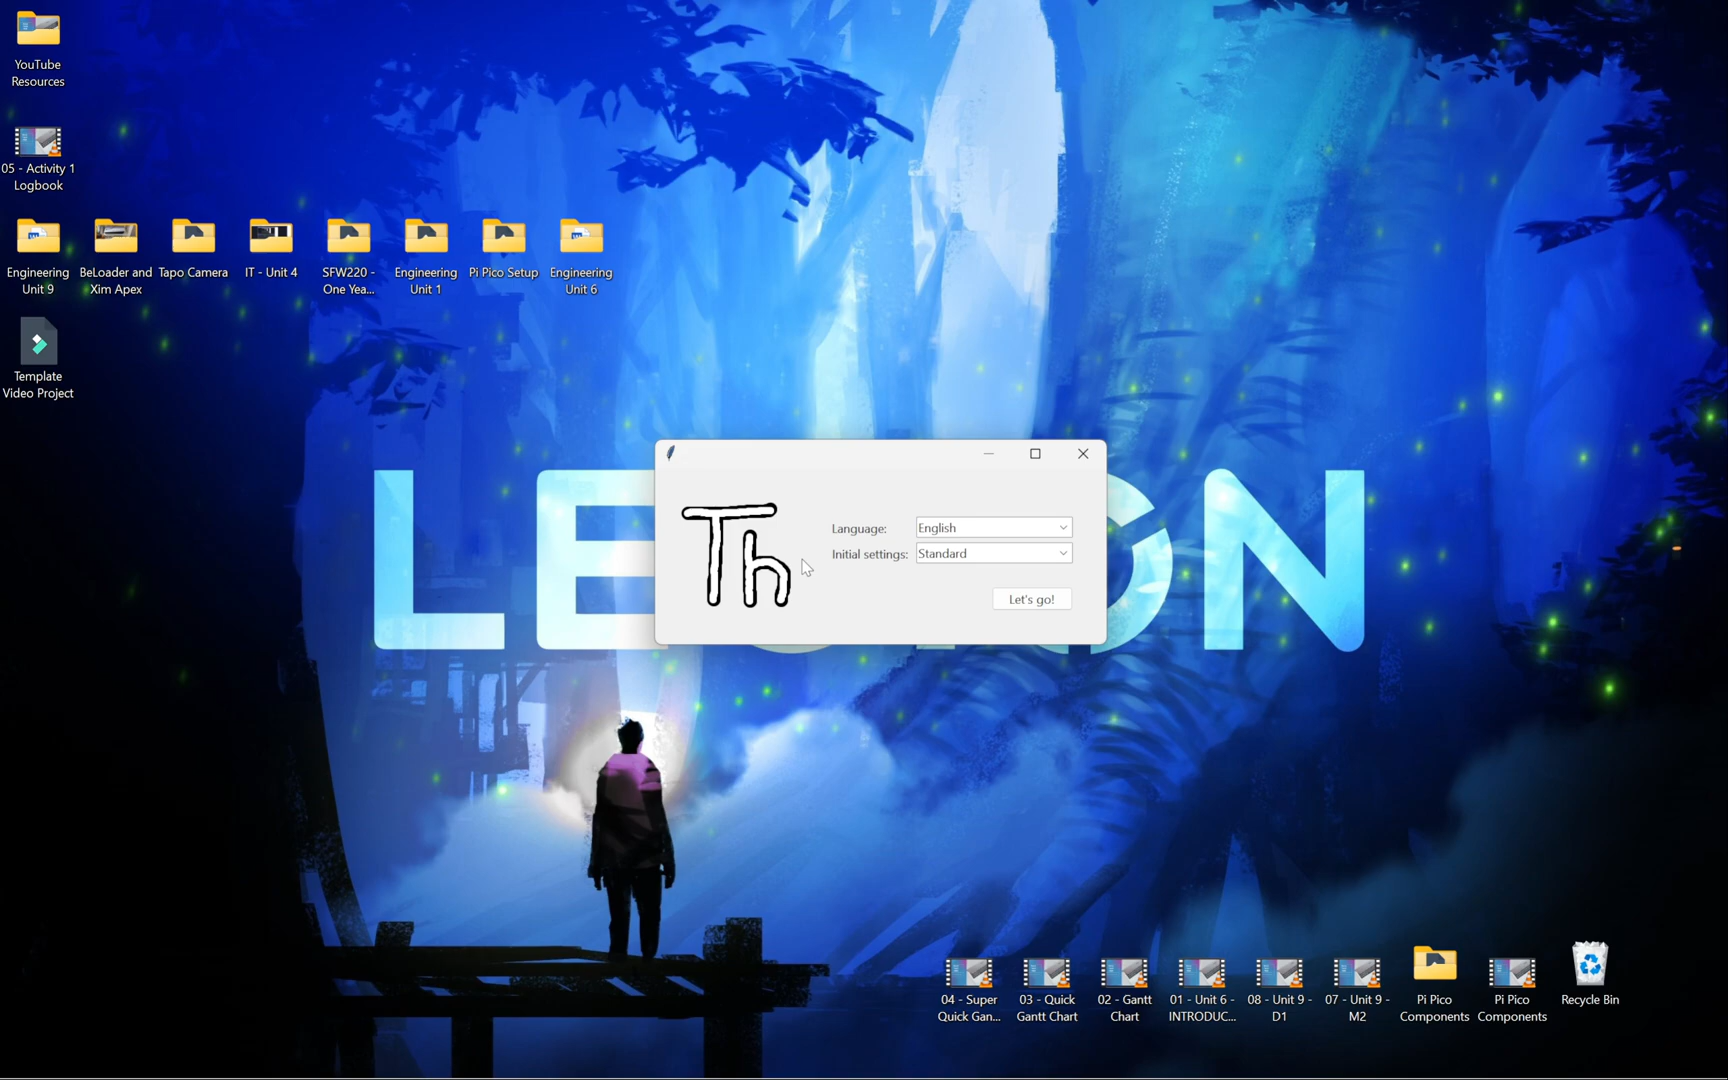 YouTube
Resources
05 - Activity 1
Logbook
Engineering
Unit 9
BeLoader and
Xim Apex
Tapo Camera
IT - Unit 4
SFW220 -
One Yea...
Engineering
Unit 1
Pi Pico Setup
Engineering
Unit 6
Template
Video Project
Th
Language:
English
Initial settings:
Standard
Let's go!
04 - Super
Quick Gan...
03 - Quick
Gantt Chart
02 - Gantt
Chart
01 - Unit 6 -
INTRODUC...
08 - Unit 9 -
D1
07 - Unit 9 -
M2
Pi Pico
Components
Pi Pico
Components
Recycle Bin